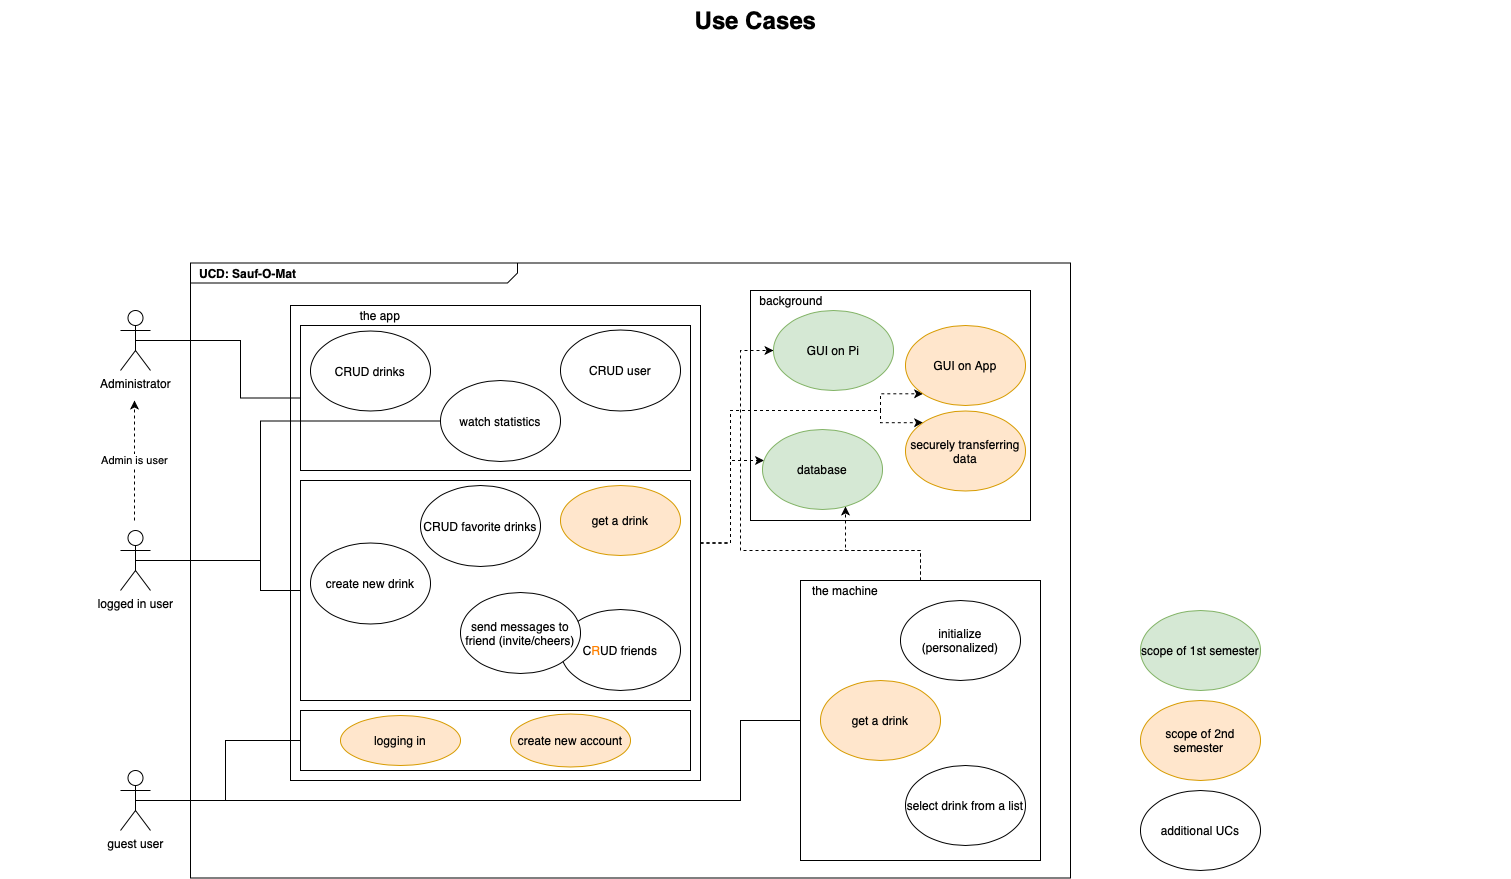 Use Cases
UCD: Sauf-O-Mat
the app
CRUD drinks
CRUD user
watch statistics
Administrator
Admin is user
logged in user
guest user
CRUD favorite drinks
get a drink
create new drink
send messages to
friend (invite/cheers)
CRUD friends
logging in
create new account
background
GUI on Pi
GUI on App
database
securely transferring
data
the machine
initialize
(personalized)
get a drink
select drink from a list
scope of 1st semester
scope of 2nd
semester
additional UCs